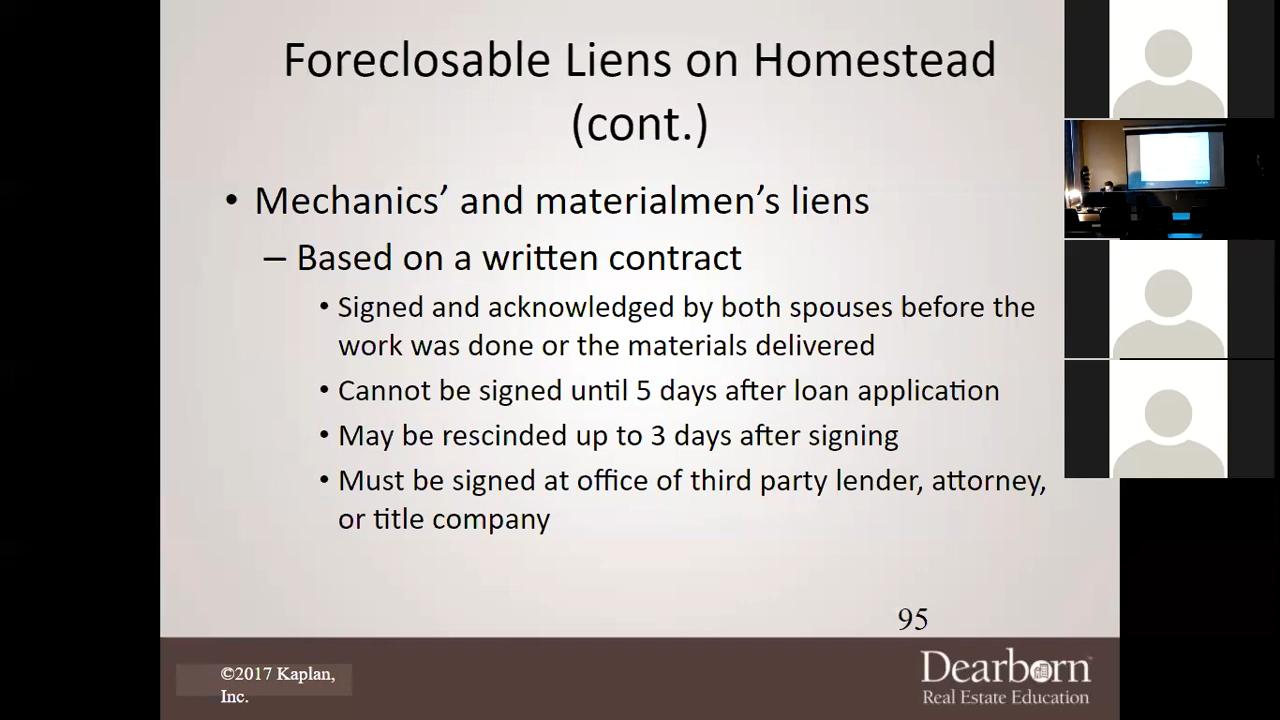 Foreclosable Liens on Homestead
(cont.)
• Mechanics’ and materialmen’s liens
– Based on a written contract
• Signed and acknowledged by both spouses before the
work was done or the materials delivered
• Cannot be signed until 5 days after loan application
• May be rescinded up to 3 days after signing
• Must be signed at office of third party lender, attorney,
or title company
95
©2017 Kaplan,
Inc.
Dearborn
Real Estate Education